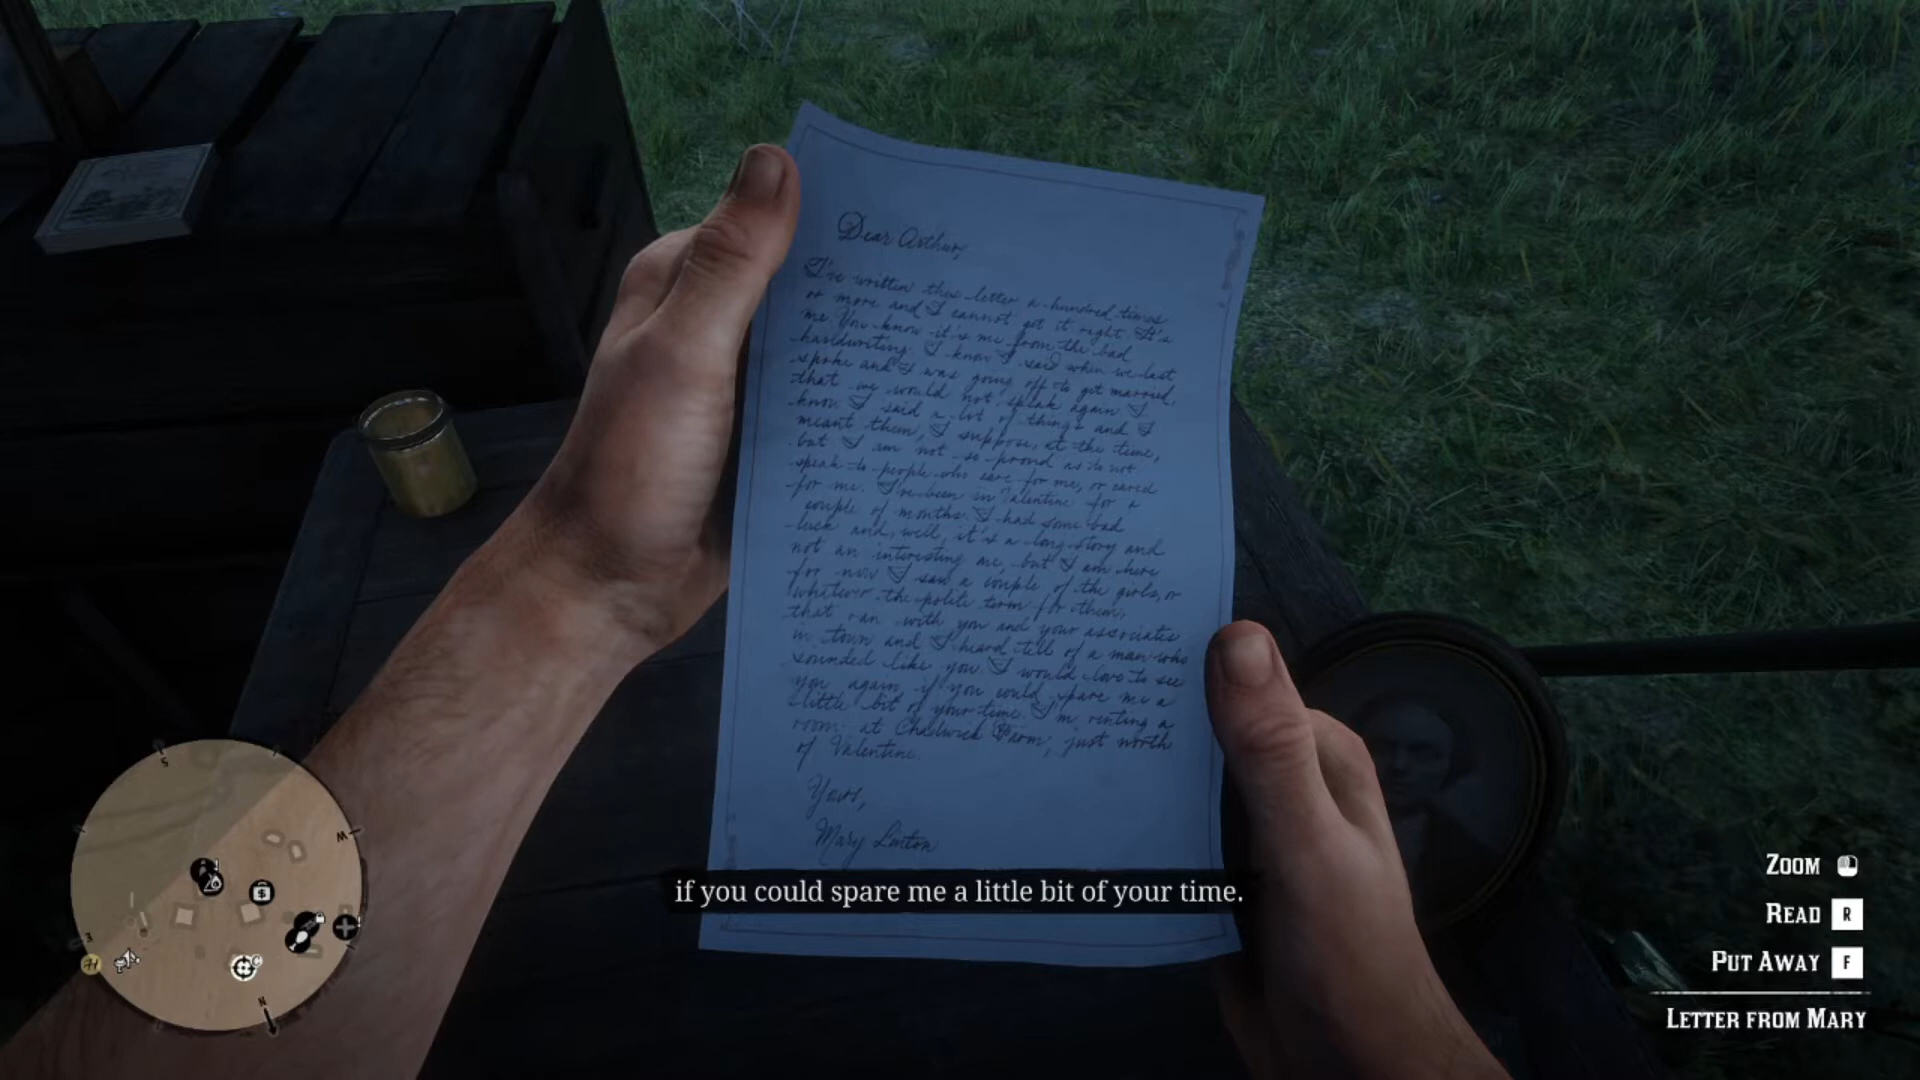 Dear Arthur,
I've written this letter a hundred times
or more and I cannot get it right. It's
me. You know it's me from the bad
handwriting. I know I said when we last
spoke and I was going off to get married,
that we would not speak again. I
know I said a lot of things and I
meant them, I suppose, at the time,
but I am not so proud as to not
speak to people who care for me, or cared
for me. I've been in Valentine for a
couple of months. I had some bad
luck and, well, it's a long story and
not an interesting one, but I am here
for now. I saw a couple of the girls, or
whatever the polite term for them,
that ran with you and your associates
in town and I heard tell of a man who
sounded like you. I would love to see
you again if you could spare me a
little bit of your time. I'm renting a
room at Chadwick Farm, just north
of Valentine.
Yours,
Mary Linton
if you could spare me a little bit of your time.
S
W
E
N
ZOOM
READ R
PUT AWAY F
LETTER FROM MARY